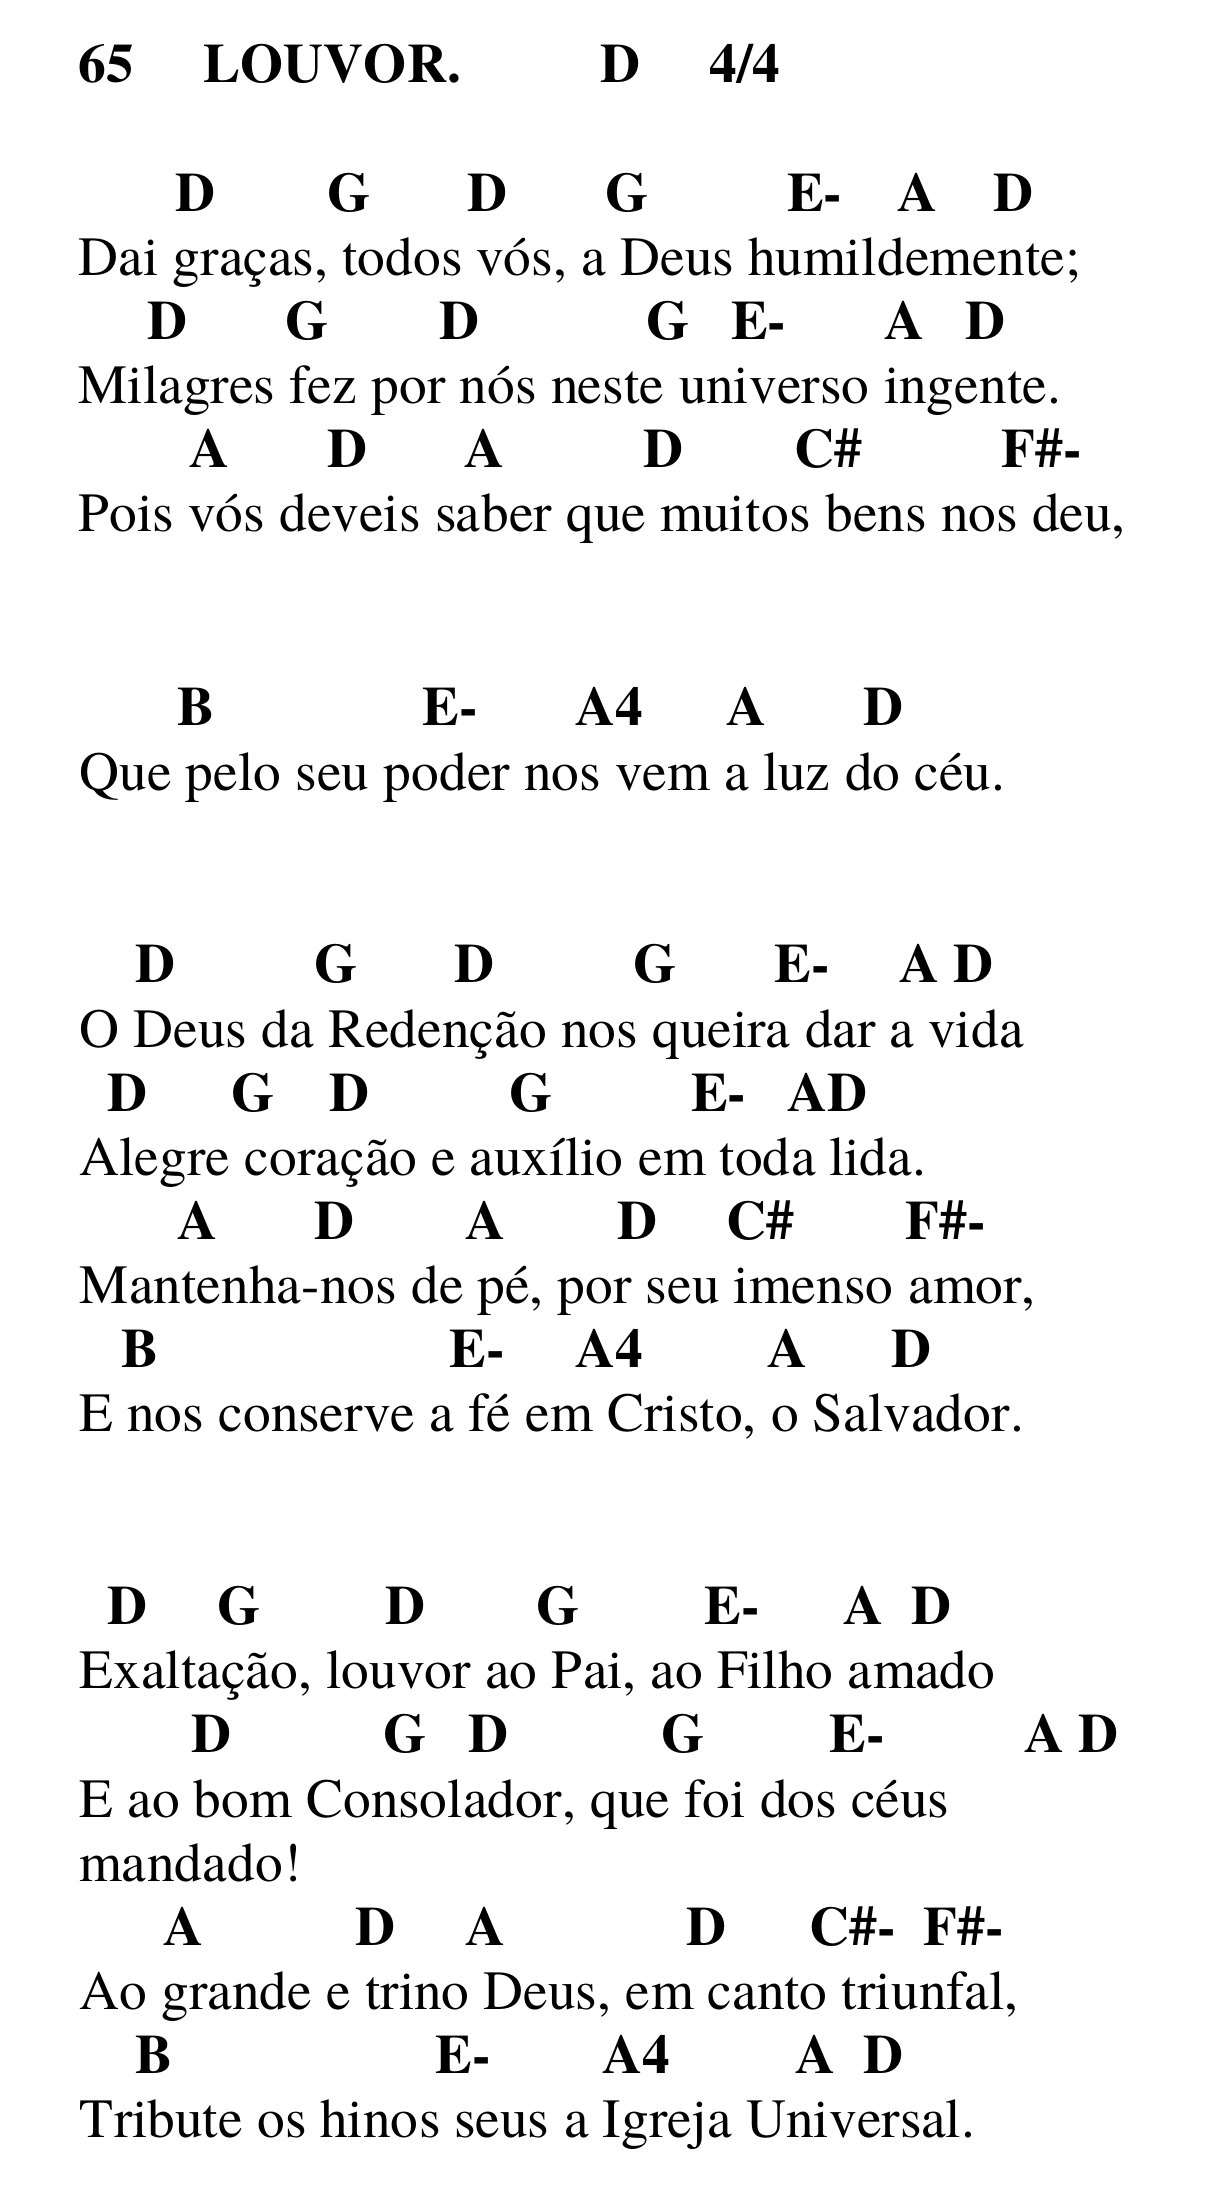 65 LOUVOR. D 4/4
D G D G E- A D
Dai graças, todos vós, a Deus humildemente;
D G D G E- A D
Milagres fez por nós neste universo ingente.
A D A D C# F#-
Pois vós deveis saber que muitos bens nos deu,
B E- A4 A D
Que pelo seu poder nos vem a luz do céu.
D G D G E- A D
O Deus da Redenção nos queira dar a vida
D G D G E- AD
Alegre coração e auxílio em toda lida.
A D A D C# F#-
Mantenha-nos de pé, por seu imenso amor,
B E- A4 A D
E nos conserve a fé em Cristo, o Salvador.
D G D G E- A D
Exaltação, louvor ao Pai, ao Filho amado
D G D G E- A D
E ao bom Consolador, que foi dos céus
mandado!
A D A D C#- F#-
Ao grande e trino Deus, em canto triunfal,
B E- A4 A D
Tribute os hinos seus a Igreja Universal.